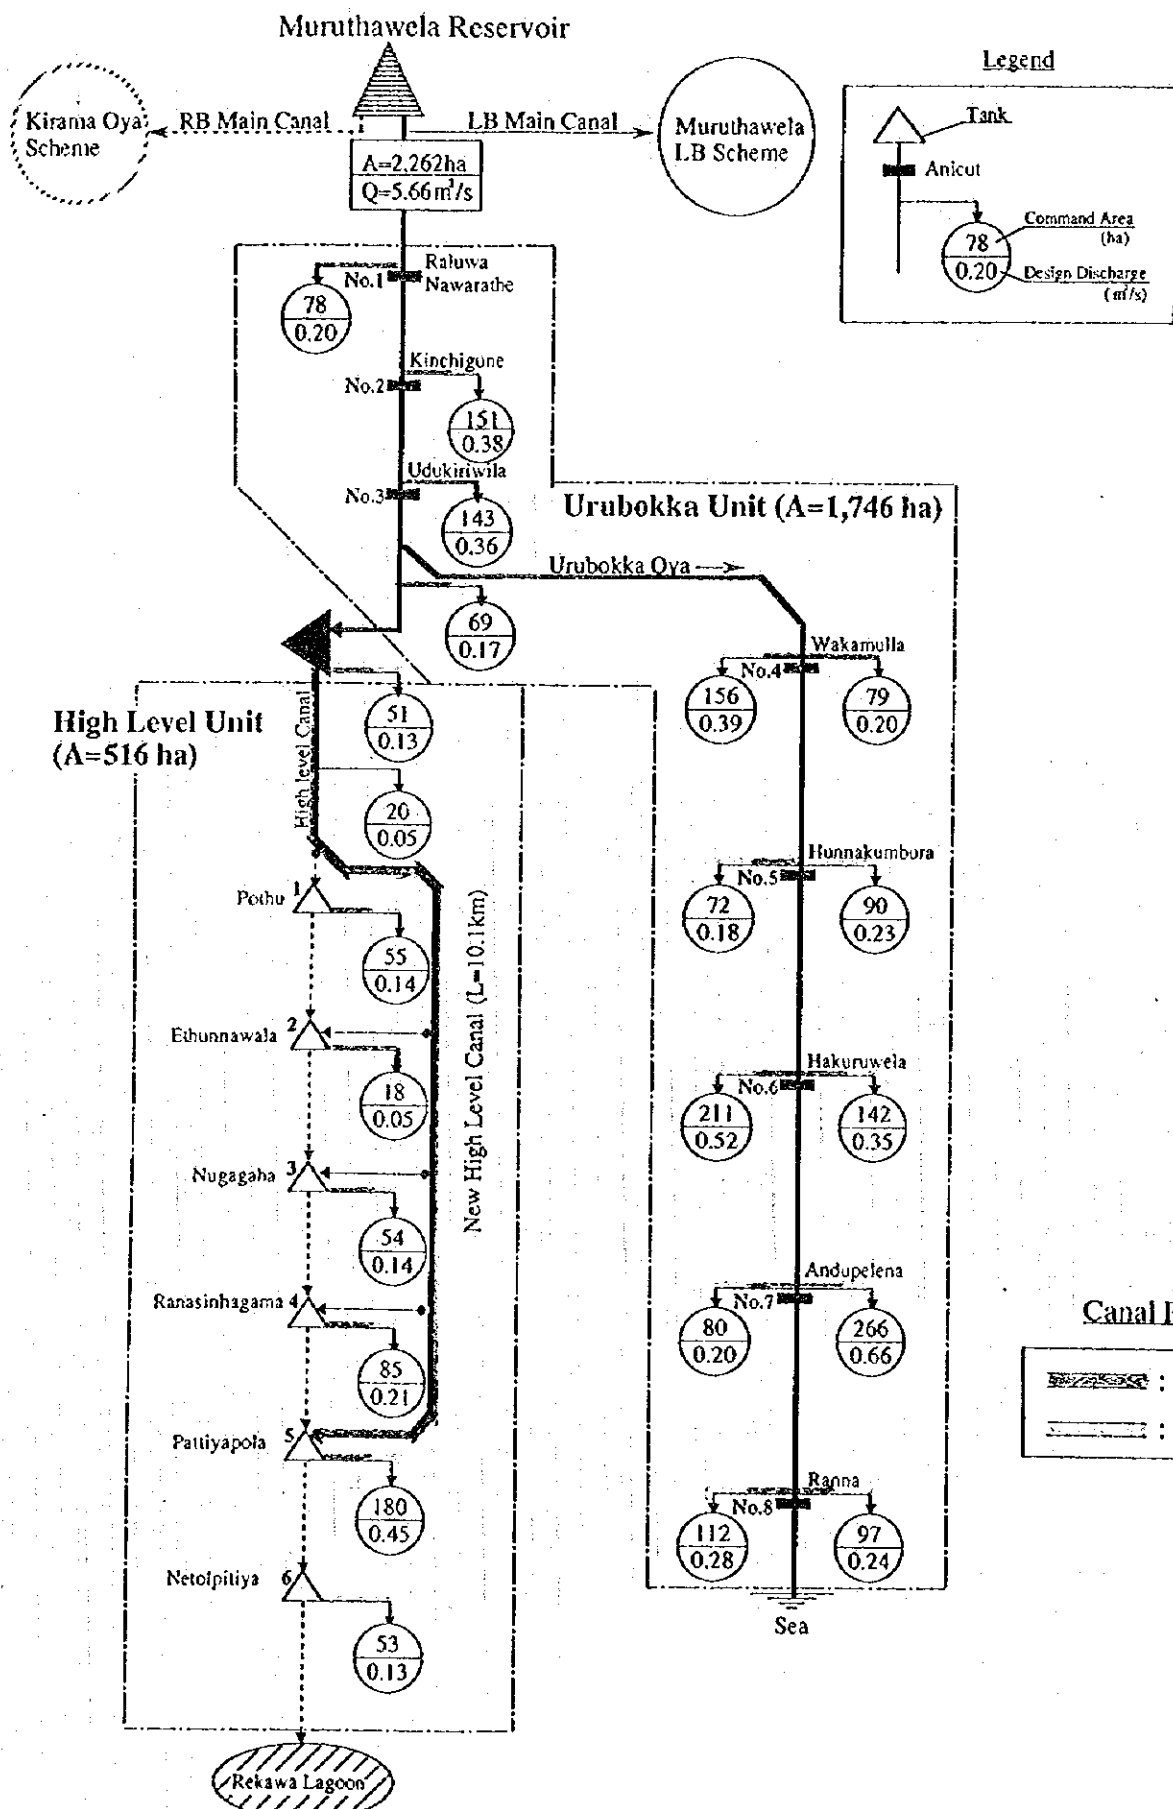 Muruthawela Reservoir
Legend
Kirama Oya
Scheme
RB Main Canal
LB Main Canal
Muruthawela
LB Scheme
A=2,262ha
Q=5.66m³/s
Tank
Anicut
78
0.20
Command Area
(ha)
Design Discharge
(m³/s)
No.1
Raluwa
Nawarathe
78
0.20
Kinchigune
No.2
151
0.38
Udukiriwila
No.3
143
0.36
Urubokka Unit (A=1,746 ha)
Urubokka Oya
69
0.17
Wakamulla
No.4
156
0.39
79
0.20
High Level Unit
(A=516 ha)
High level Canal
51
0.13
20
0.05
Hunnakumbura
No.5
72
0.18
90
0.23
Pothu
1
55
0.14
New High Level Canal (L=10.1km)
Ethunnawala
2
18
0.05
Hakuruwela
No.6
211
0.52
142
0.35
Nugagaha
3
54
0.14
Ranasinhagama
4
85
0.21
Andupelena
No.7
80
0.20
266
0.66
Canal
:
:
Pattiyapola
5
180
0.45
Ranna
No.8
112
0.28
97
0.24
Netolpitiya
6
53
0.13
Sea
Rekawa Lagoon